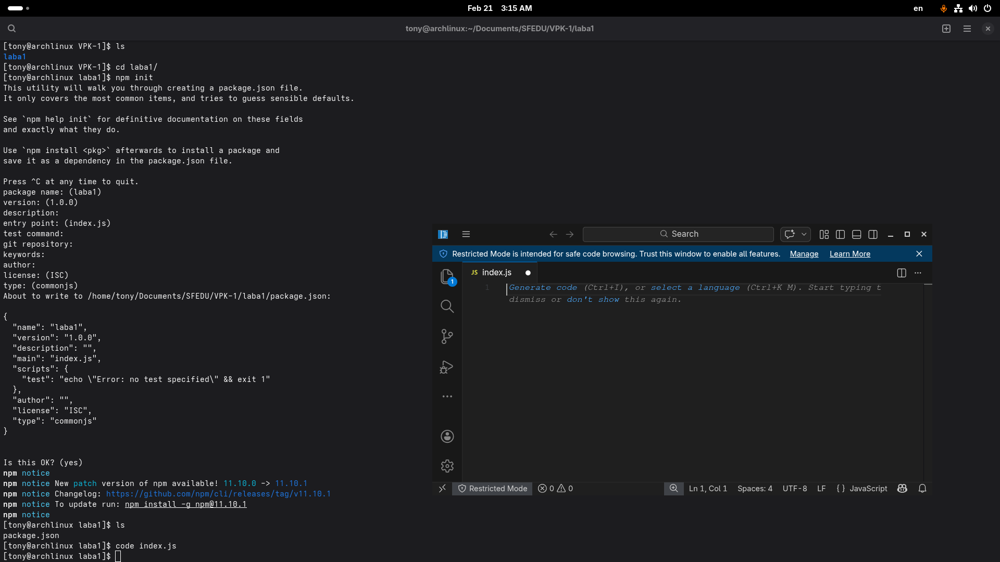 Feb 21 3:15 AM
en
tony@archlinux:~/Documents/SFEDU/VPK-1/laba1
[tony@archlinux VPK-1]$ ls
laba1
[tony@archlinux VPK-1]$ cd laba1/
[tony@archlinux laba1]$ npm init
This utility will walk you through creating a package.json file.
It only covers the most common items, and tries to guess sensible defaults.
See `npm help init` for definitive documentation on these fields
and exactly what they do.
Use `npm install <pkg>` afterwards to install a package and
save it as a dependency in the package.json file.
Press ^C at any time to quit.
package name: (laba1)
version: (1.0.0)
description:
entry point: (index.js)
test command:
git repository:
keywords:
author:
license: (ISC)
type: (commonjs)
About to write to /home/tony/Documents/SFEDU/VPK-1/laba1/package.json:
{
  "name": "laba1",
  "version": "1.0.0",
  "description": "",
  "main": "index.js",
  "scripts": {
    "test": "echo \"Error: no test specified\" && exit 1"
  },
  "author": "",
  "license": "ISC",
  "type": "commonjs"
}
Is this OK? (yes)
npm notice
npm notice New patch version of npm available! 11.10.0 -> 11.10.1
npm notice Changelog: https://github.com/npm/cli/releases/tag/v11.10.1
npm notice To update run: npm install -g npm@11.10.1
npm notice
[tony@archlinux laba1]$ ls
package.json
[tony@archlinux laba1]$ code index.js
[tony@archlinux laba1]$
Search
Restricted Mode is intended for safe code browsing. Trust this window to enable all features. Manage Learn More
1
JS index.js
1 Generate code (Ctrl+I), or select a language (Ctrl+K M). Start typing t
dismiss or don't show this again.
Restricted Mode 0 0 Ln 1, Col 1 Spaces: 4 UTF-8 LF { } JavaScript